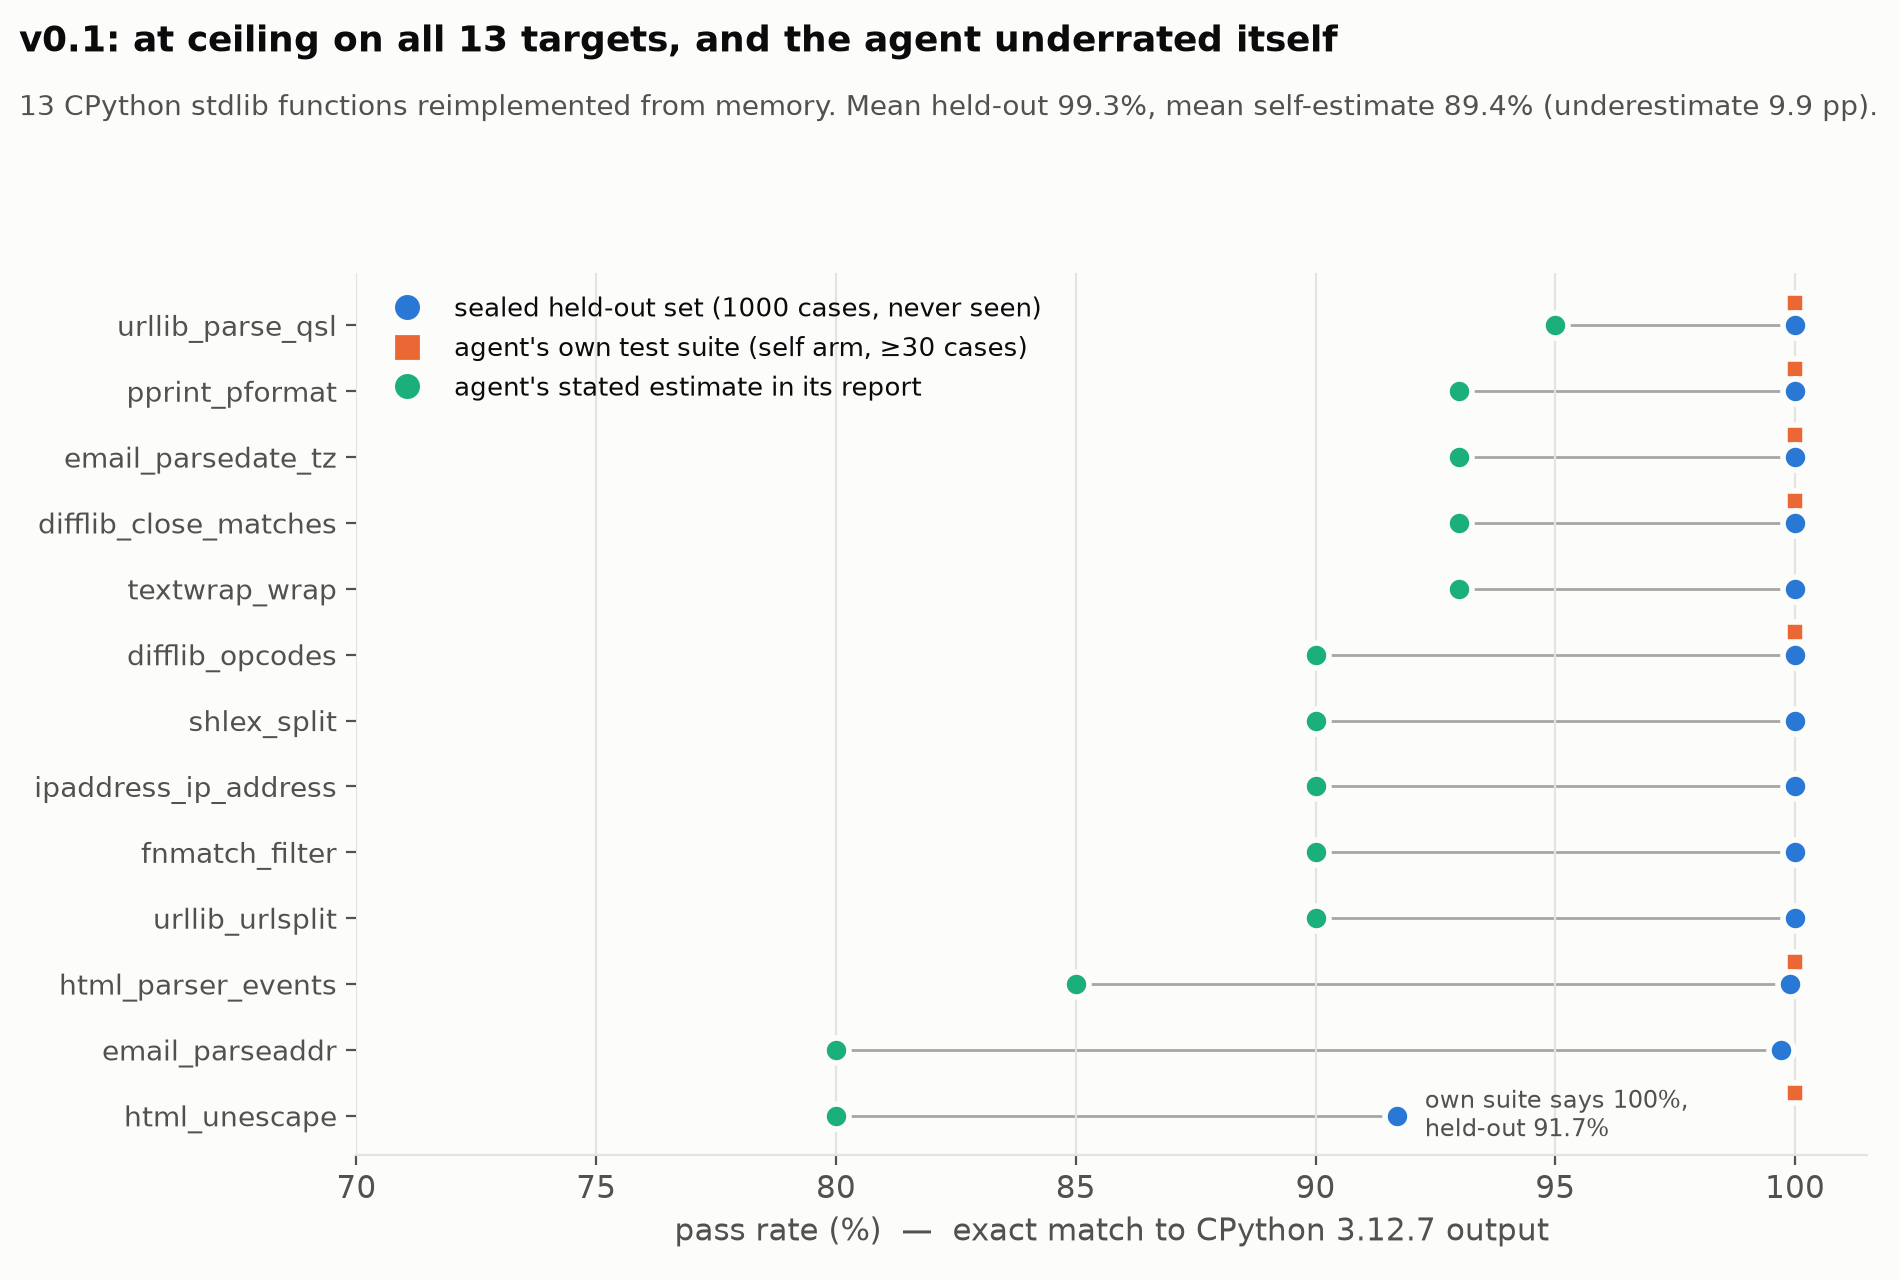 v0.1: at ceiling on all 13 targets, and the agent underrated itself
13 CPython stdlib functions reimplemented from memory. Mean held-out 99.3%, mean self-estimate 89.4% (underestimate 9.9 pp).
sealed held-out set (1000 cases, never seen)
agent's own test suite (self arm, ≥30 cases)
agent's stated estimate in its report
urllib_parse_qsl
pprint_pformat
email_parsedate_tz
difflib_close_matches
textwrap_wrap
difflib_opcodes
shlex_split
ipaddress_ip_address
fnmatch_filter
urllib_urlsplit
html_parser_events
email_parseaddr
html_unescape
own suite says 100%,
held-out 91.7%
70 75 80 85 90 95 100
pass rate (%) — exact match to CPython 3.12.7 output